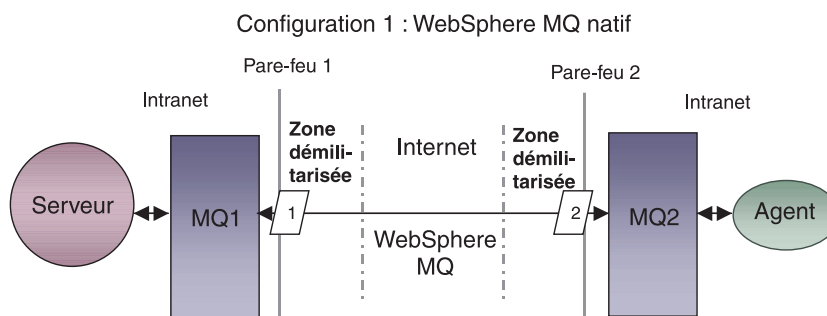 Configuration 1 : WebSphere MQ natif
Pare-feu 1
Pare-feu 2
Intranet
Intranet
Zone
démili-
tarisée
Internet
Zone
démili-
tarisée
Serveur
MQ1
1
WebSphere
MQ
2
MQ2
Agent